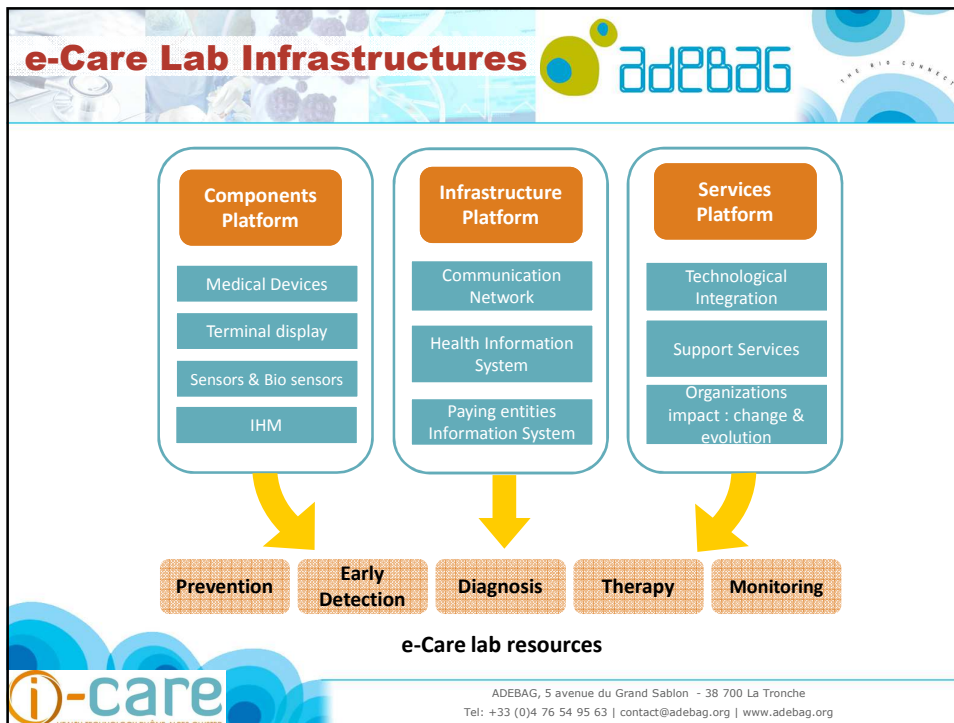 e-Care Lab Infrastructures
adeBAG
THE BIO CONNECT
Components
Platform
Medical Devices
Terminal display
Sensors & Bio sensors
IHM
Infrastructure
Platform
Communication
Network
Health Information
System
Paying entities
Information System
Services
Platform
Technological
Integration
Support Services
Organizations
impact : change &
evolution
Prevention
Early
Detection
Diagnosis
Therapy
Monitoring
e-Care lab resources
i-care
ADEBAG, 5 avenue du Grand Sablon - 38 700 La Tronche
Tel: +33 (0)4 76 54 95 63 | contact@adebag.org | www.adebag.org